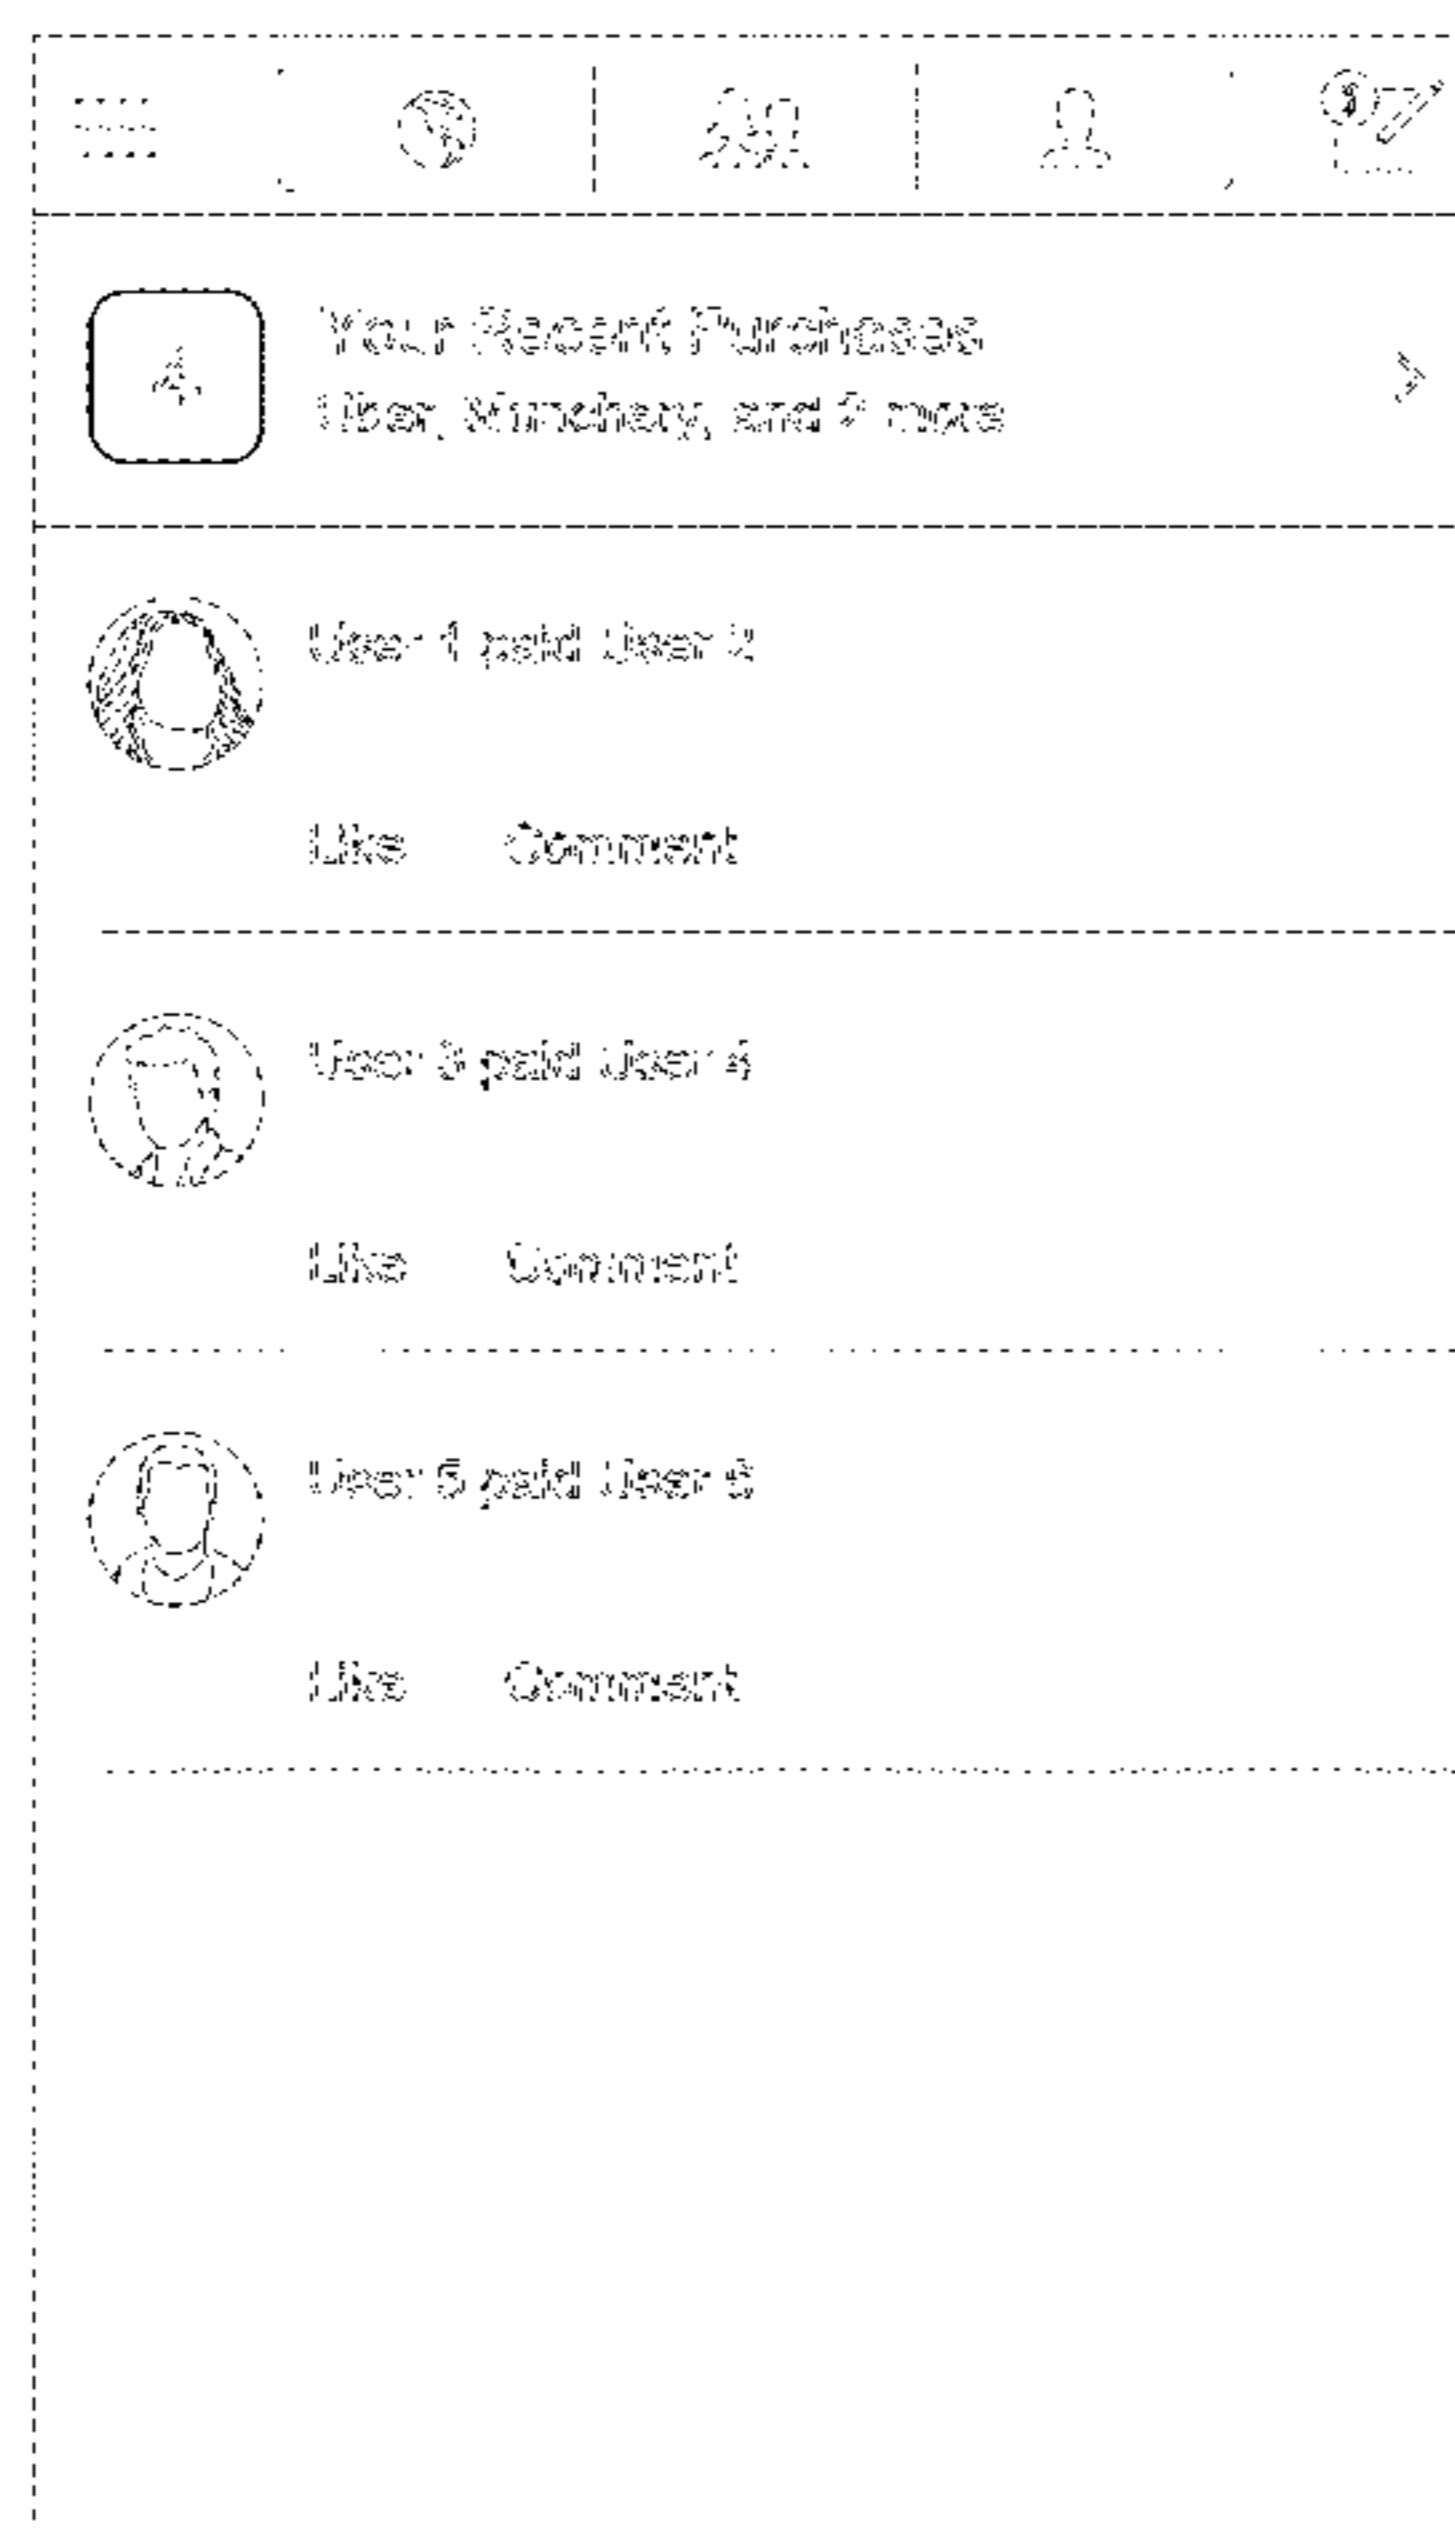 4
Your Recent Purchases
Uber, Munchery, and 2 more
User 1 paid User 2
Like Comment
User 3 paid User 4
Like Comment
User 5 paid User 6
Like Comment